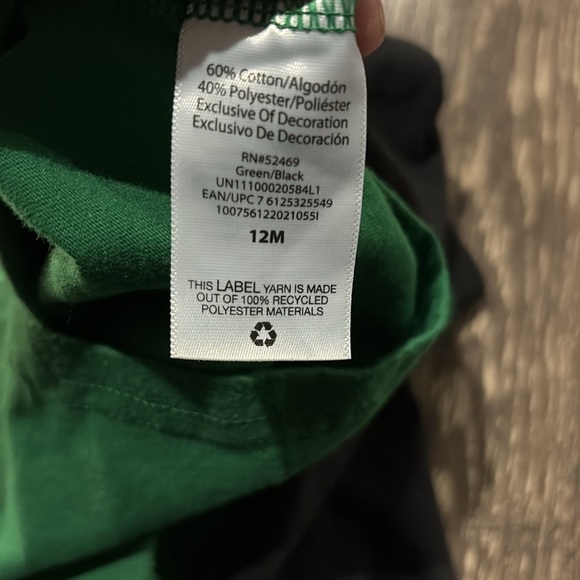 60% Cotton/Algodón
40% Polyester/Poliéster
Exclusive Of Decoration
Exclusivo De Decoración
RN#52469
Green/Black
UN11100020584L1
EAN/UPC 7 6125325549
100756122021055I
12M
THIS LABEL YARN IS MADE
OUT OF 100% RECYCLED
POLYESTER MATERIALS